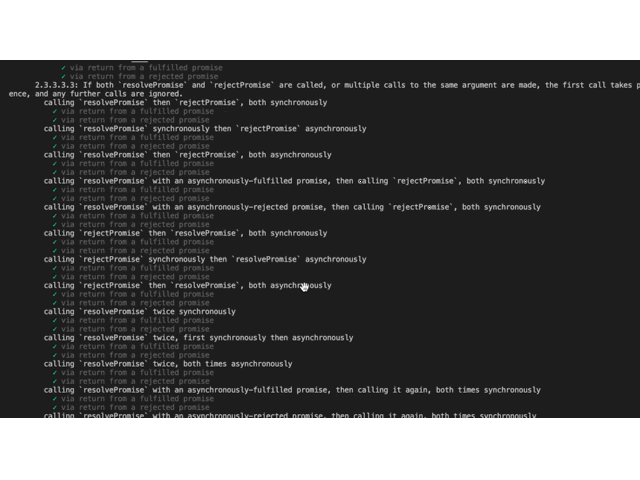 ✓ via return from a fulfilled promise
✓ via return from a rejected promise
2.3.3.3.3: If both `resolvePromise` and `rejectPromise` are called, or multiple calls to the same argument are made, the first call takes p
ence, and any further calls are ignored.
calling `resolvePromise` then `rejectPromise`, both synchronously
✓ via return from a fulfilled promise
✓ via return from a rejected promise
calling `resolvePromise` synchronously then `rejectPromise` asynchronously
✓ via return from a fulfilled promise
✓ via return from a rejected promise
calling `resolvePromise` then `rejectPromise`, both asynchronously
✓ via return from a fulfilled promise
✓ via return from a rejected promise
calling `resolvePromise` with an asynchronously-fulfilled promise, then calling `rejectPromise`, both synchronously
✓ via return from a fulfilled promise
✓ via return from a rejected promise
calling `resolvePromise` with an asynchronously-rejected promise, then calling `rejectPromise`, both synchronously
✓ via return from a fulfilled promise
✓ via return from a rejected promise
calling `rejectPromise` then `resolvePromise`, both synchronously
✓ via return from a fulfilled promise
✓ via return from a rejected promise
calling `rejectPromise` synchronously then `resolvePromise` asynchronously
✓ via return from a fulfilled promise
✓ via return from a rejected promise
calling `rejectPromise` then `resolvePromise`, both asynchronously
✓ via return from a fulfilled promise
✓ via return from a rejected promise
calling `resolvePromise` twice synchronously
✓ via return from a fulfilled promise
✓ via return from a rejected promise
calling `resolvePromise` twice, first synchronously then asynchronously
✓ via return from a fulfilled promise
✓ via return from a rejected promise
calling `resolvePromise` twice, both times asynchronously
✓ via return from a fulfilled promise
✓ via return from a rejected promise
calling `resolvePromise` with an asynchronously-fulfilled promise, then calling it again, both times synchronously
✓ via return from a fulfilled promise
✓ via return from a rejected promise
calling `resolvePromise` with an asynchronously-rejected promise, then calling it again, both times synchronously